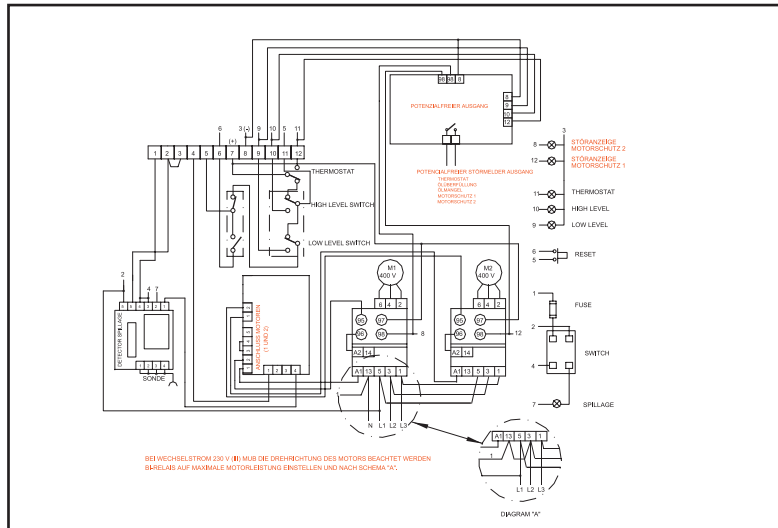 98 98 8
POTENZIALFREIER AUSGANG
8
9
10
12
POTENZIALFREIER STÖRMELDER AUSGANG
THERMOSTAT
ÖLÜBERFÜLLUNG
ÖLMANGEL
MOTORSCHUTZ 1
MOTORSCHUTZ 2
6 3 (-) 9 10 5 11
(+)
1 2 3 4 5 6 7 8 9 10 11 12
THERMOSTAT
HIGH LEVEL SWITCH
LOW LEVEL SWITCH
3
8 STÖRANZEIGE
MOTORSCHUTZ 2
12 STÖRANZEIGE
MOTORSCHUTZ 1
11 THERMOSTAT
10 HIGH LEVEL
9 LOW LEVEL
6
5 RESET
1
FUSE
2
SWITCH
4
7 SPILLAGE
2
4 7
DETECTOR SPILLAGE
SONDE
ANSCHLUSS MOTOREN
(1 UND 2)
1 2 3 4
M1
400 V
6 4 2
95 97
96 98
8
A2 14
A1 13 5 3 1
N L1 L2 L3
M2
400 V
6 4 2
95 97
96 98
12
A2 14
A1 13 5 3 1
A1 13 5 3 1
1
L1 L2 L3
DIAGRAM "A"
BEI WECHSELSTROM 230 V (III) MUB DIE DREHRICHTUNG DES MOTORS BEACHTET WERDEN
BI-RELAIS AUF MAXIMALE MOTORLEISTUNG EINSTELLEN UND NACH SCHEMA "A".